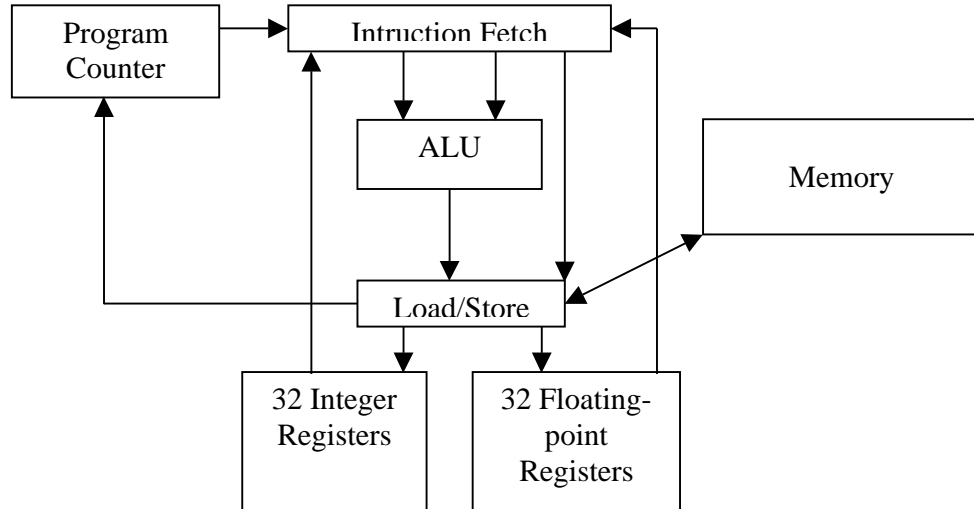 Program
Counter
Intruction Fetch
ALU
Memory
Load/Store
32 Integer
Registers
32 Floating-
point
Registers